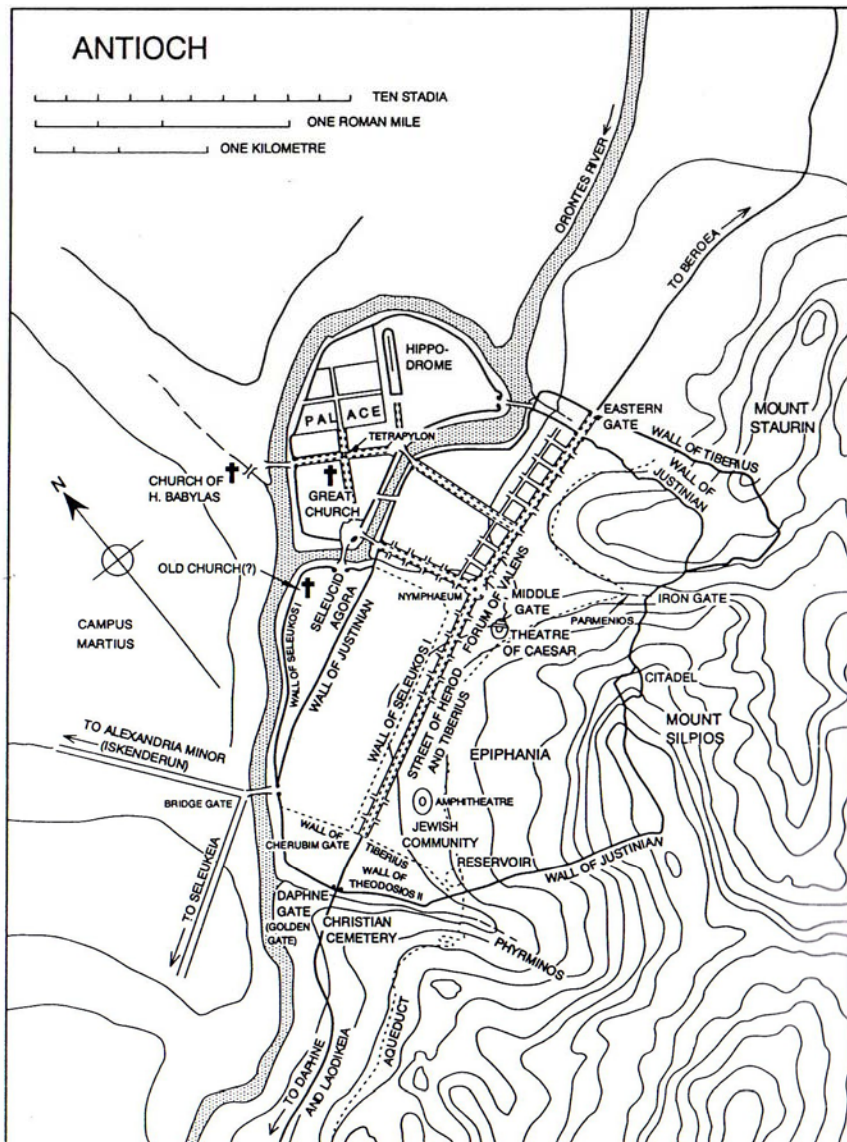 ANTIOCH
TEN STADIA
ONE ROMAN MILE
ONE KILOMETRE
ORONTES RIVER
TO BEROEA
HIPPO-
DROME
PALACE
TETRAPYLON
EASTERN
GATE
MOUNT
STAURIN
WALL OF TIBERIUS
WALL OF
JUSTINIAN
CHURCH OF
H. BABYLAS
GREAT
CHURCH
N
OLD CHURCH(?)
SELEUCID
AGORA
NYMPHAEUM
FORUM OF VALENS
MIDDLE
GATE
IRON GATE
PARMENIOS
THEATRE
OF CAESAR
CAMPUS
MARTIUS
WALL OF SELEUKOS I
WALL OF JUSTINIAN
WALL OF SELEUKOS I
STREET OF HEROD
AND TIBERIUS
CITADEL
MOUNT
SILPIOS
EPIPHANIA
TO ALEXANDRIA MINOR
(ISKENDERUN)
BRIDGE GATE
AMPHITHEATRE
JEWISH
COMMUNITY
WALL OF
TIBERIUS
CHERUBIM GATE
RESERVOIR
WALL OF JUSTINIAN
WALL OF
THEODOSIOS II
TO SELEUKEIA
DAPHNE
GATE
(GOLDEN
GATE)
CHRISTIAN
CEMETERY
PHYRMINOS
AQUEDUCT
TO DAPHNE
AND LAODIKEIA